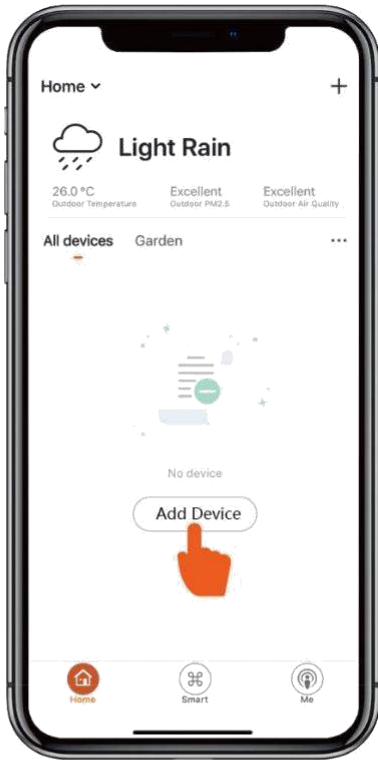 Home
Light Rain
26.0 °C Excellent Excellent
Outdoor Temperature Outdoor PM2.5 Outdoor Air Quality
All devices Garden
No device
Add Device
Home Smart Me